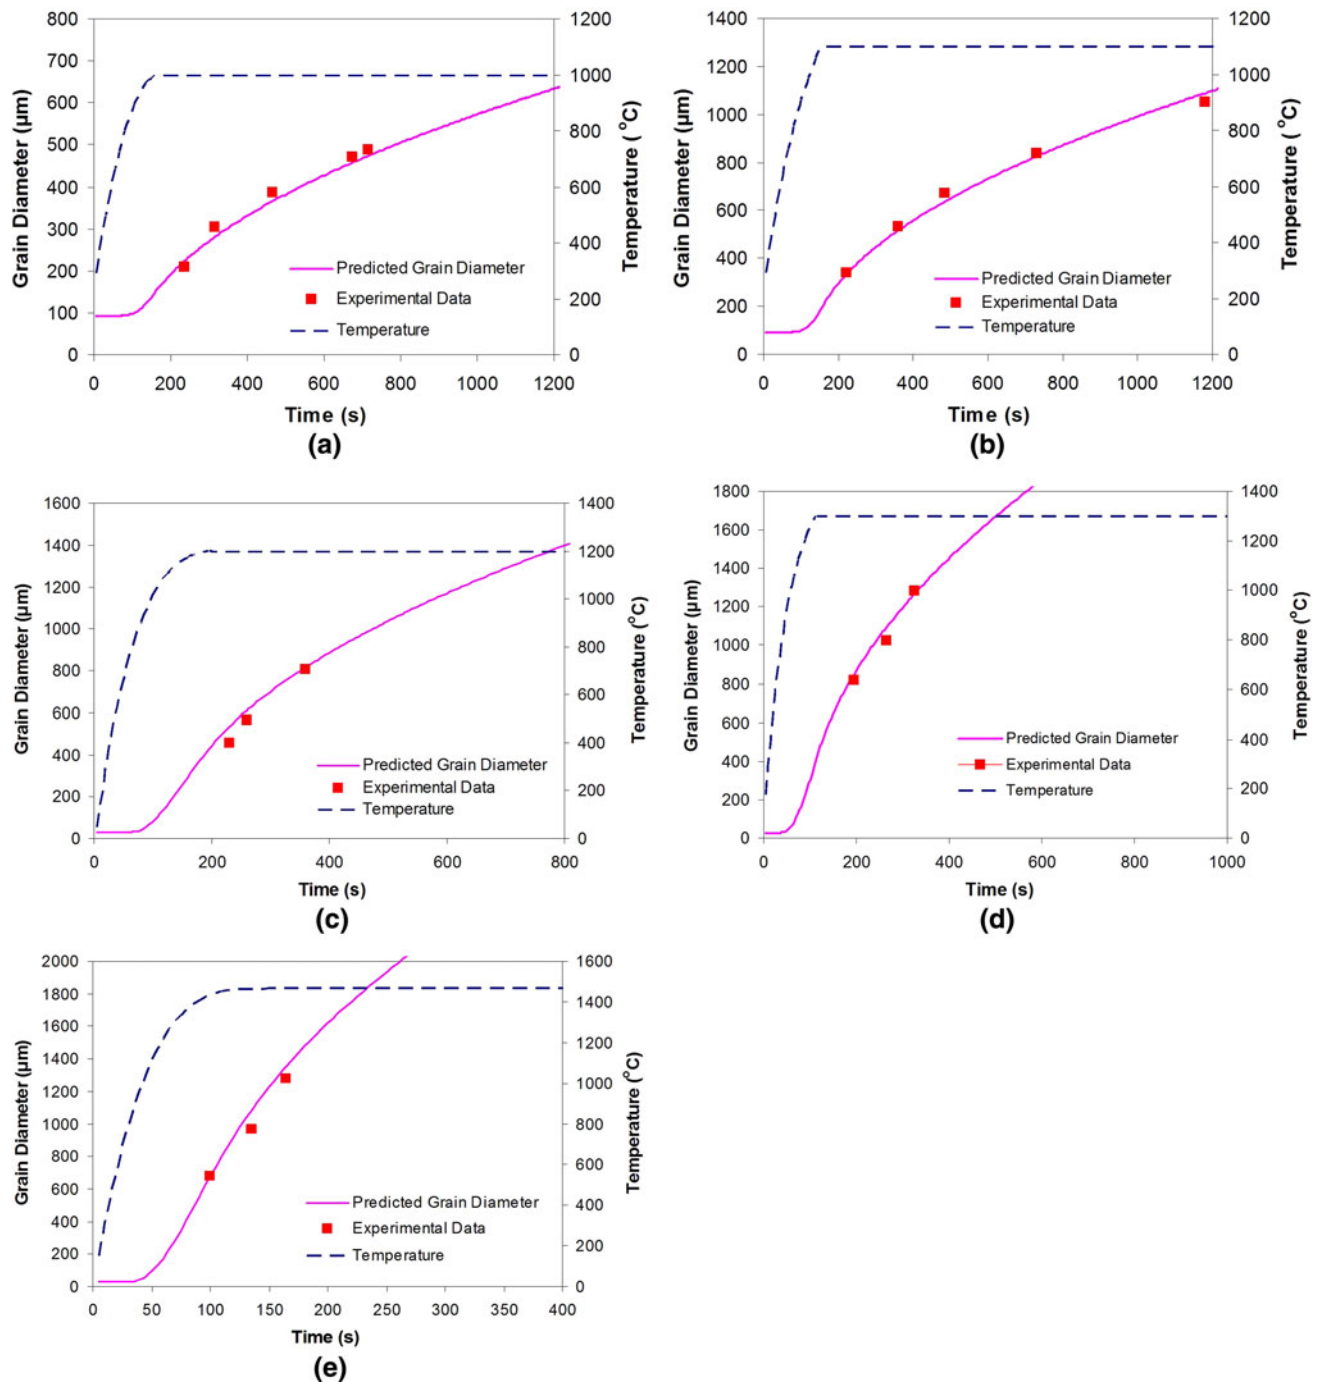 800
700
600
500
400
300
200
100
0
Grain Diameter (µm)
1200
1000
800
600
400
200
0
Temperature ( °C)
Predicted Grain Diameter
Experimental Data
Temperature
0 200 400 600 800 1000 1200
Time (s)
(a)
1400
1200
1000
800
600
400
200
0
Grain Diameter (µm)
1200
1000
800
600
400
200
0
Temperature ( °C)
Predicted Grain Diameter
Experimental Data
Temperature
0 200 400 600 800 1000 1200
Time (s)
(b)
1600
1400
1200
1000
800
600
400
200
0
Grain Diameter (µm)
1400
1200
1000
800
600
400
200
0
Temperature (°C)
Predicted Grain Diameter
Experimental Data
Temperature
0 200 400 600 800
Time (s)
(c)
1800
1600
1400
1200
1000
800
600
400
200
0
Grain Diameter (µm)
1400
1200
1000
800
600
400
200
0
Temperature (°C)
Predicted Grain Diameter
Experimental Data
Temperature
0 200 400 600 800 1000
Time (s)
(d)
2000
1800
1600
1400
1200
1000
800
600
400
200
0
Grain Diameter (µm)
1600
1400
1200
1000
800
600
400
200
0
Temperature (°C)
Predicted Grain Diameter
Experimental Data
Temperature
0 50 100 150 200 250 300 350 400
Time (s)
(e)